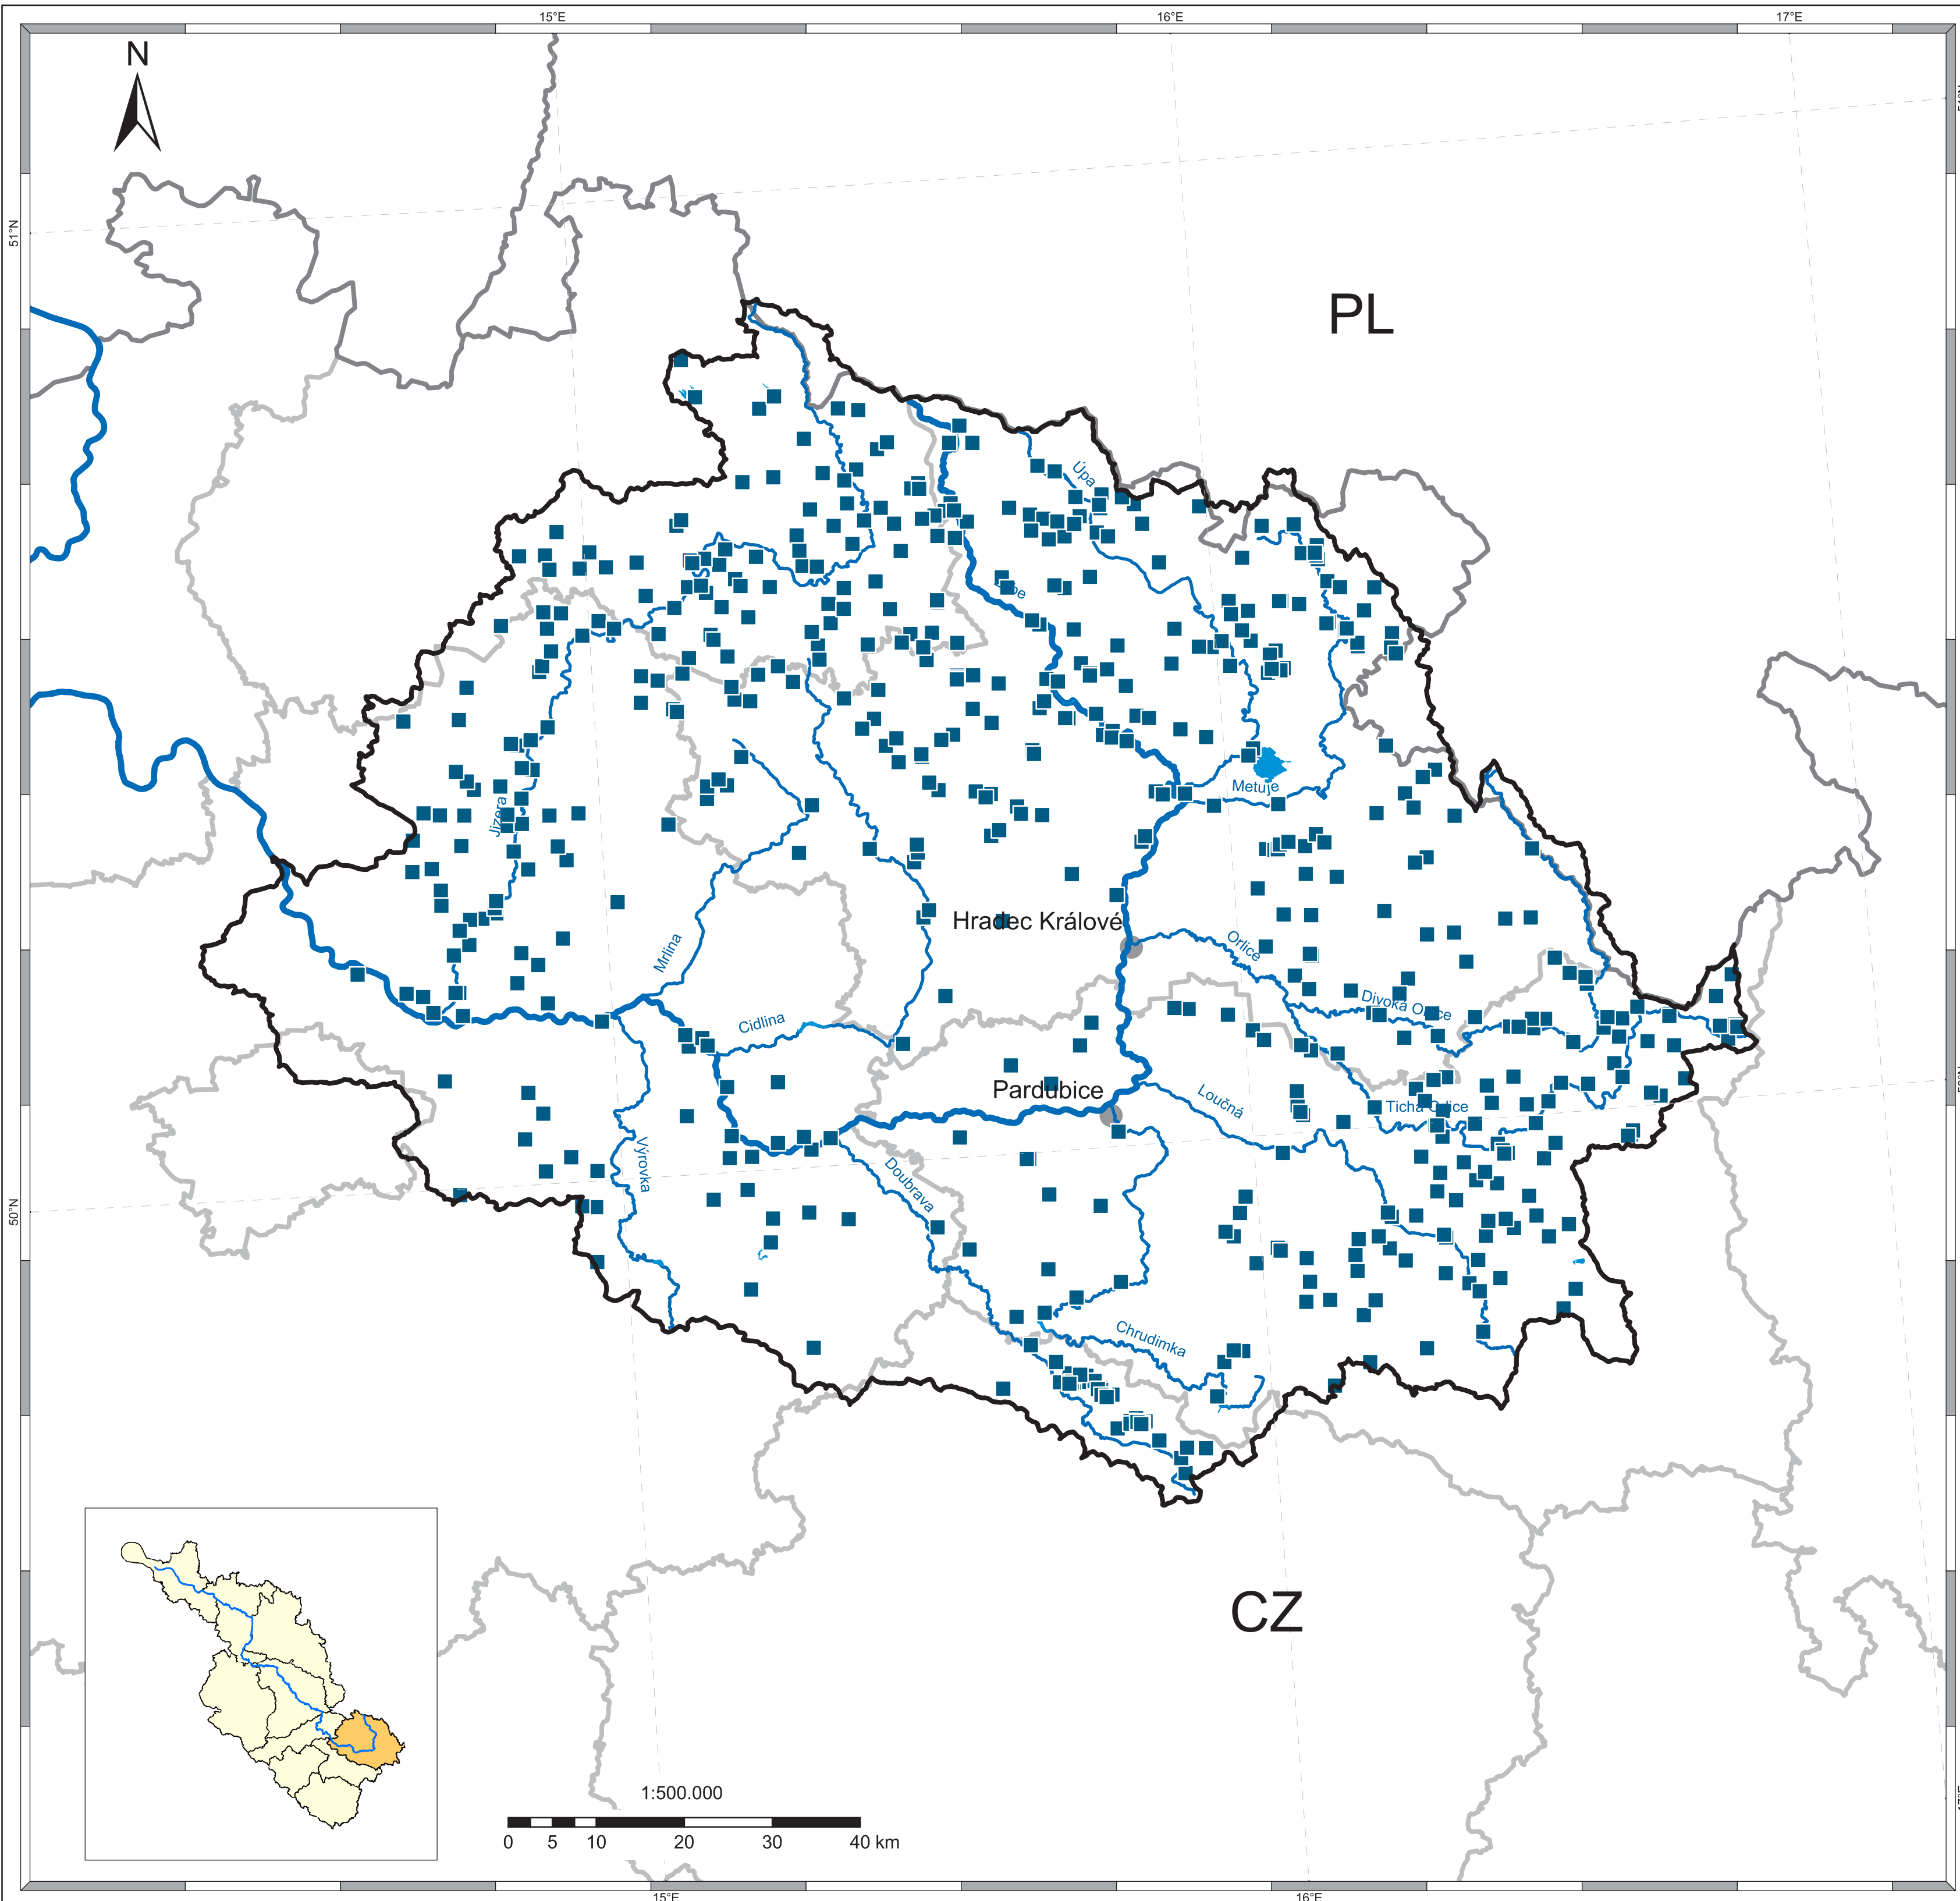 15°E
16°E
17°E
N
51°N
PL
Úpa
Metuje
Jizera
Hradec Králové
Mrlina
Orlice
Divoká Orlice
Cidlina
Pardubice
Loučná
Tichá Orlice
Výrovka
Doubrava
50°N
Chrudimka
CZ
1:500.000
0 5 10 20 30 40 km
15°E
16°E